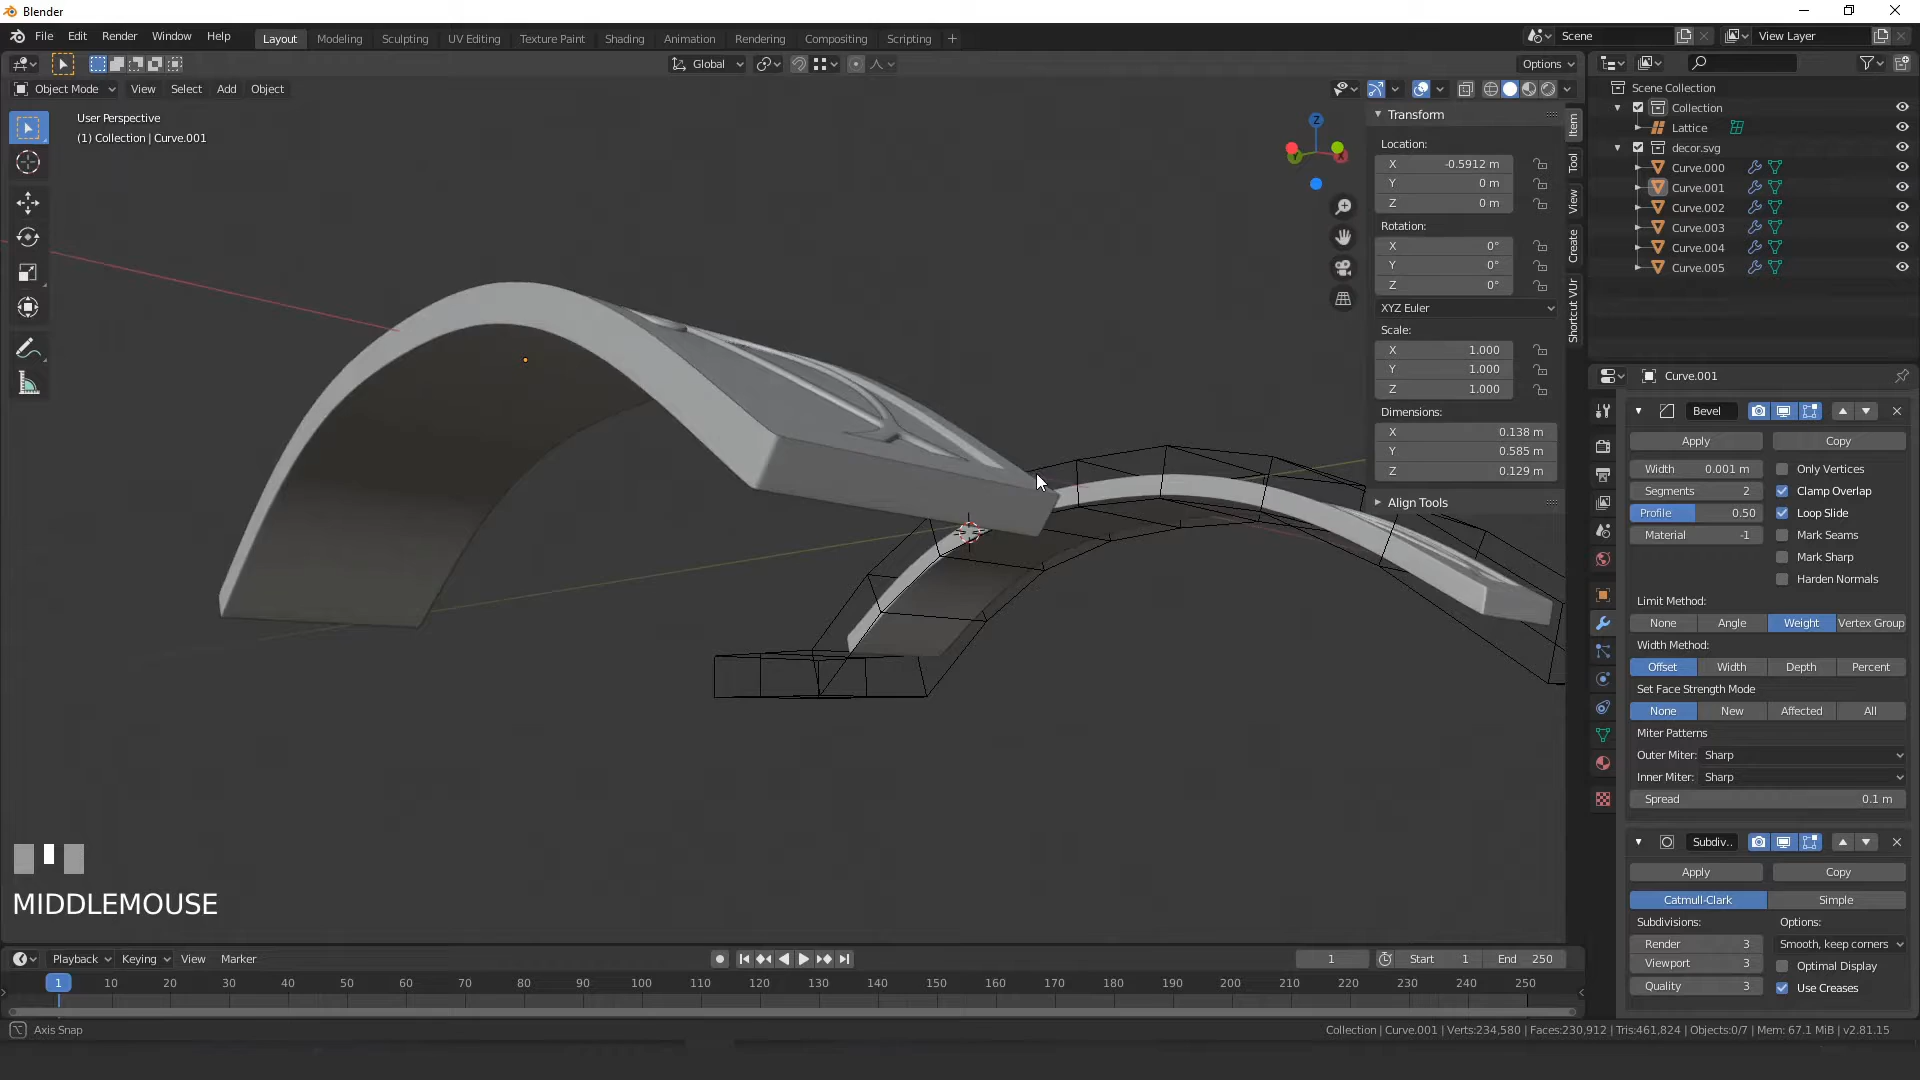 Blender
File Edit Render Window Help
Layout Modeling Sculpting UV Editing Texture Paint Shading Animation Rendering Compositing Scripting +
Scene
View Layer
Global
Options
Object Mode View Select Add Object
User Perspective
(1) Collection | Curve.001
Z
Y
X
Transform
Location:
X -0.5912 m
Y 0 m
Z 0 m
Rotation:
X 0°
Y 0°
Z 0°
XYZ Euler
Scale:
X 1.000
Y 1.000
Z 1.000
Dimensions:
X 0.138 m
Y 0.585 m
Z 0.129 m
Align Tools
Item
Tool
View
Create
Shortcut VUr
Scene Collection
Collection
Lattice
decor.svg
Curve.000
Curve.001
Curve.002
Curve.003
Curve.004
Curve.005
Curve.001
Bevel
Apply Copy
Width 0.001 m Only Vertices
Segments 2 Clamp Overlap
Profile 0.50 Loop Slide
Material -1 Mark Seams
Mark Sharp
Harden Normals
Limit Method:
None Angle Weight Vertex Group
Width Method:
Offset Width Depth Percent
Set Face Strength Mode
None New Affected All
Miter Patterns
Outer Miter: Sharp
Inner Miter: Sharp
Spread 0.1 m
Subdiv..
Apply Copy
Catmull-Clark Simple
Subdivisions: Options:
Render 3 Smooth, keep corners
Viewport 3 Optimal Display
Quality 3 Use Creases
MIDDLEMOUSE
Playback Keying View Marker
1 Start 1 End 250
1 10 20 30 40 50 60 70 80 90 100 110 120 130 140 150 160 170 180 190 200 210 220 230 240 250
Axis Snap
Collection | Curve.001 | Verts:234,580 | Faces:230,912 | Tris:461,824 | Objects:0/7 | Mem: 67.1 MiB | v2.81.15